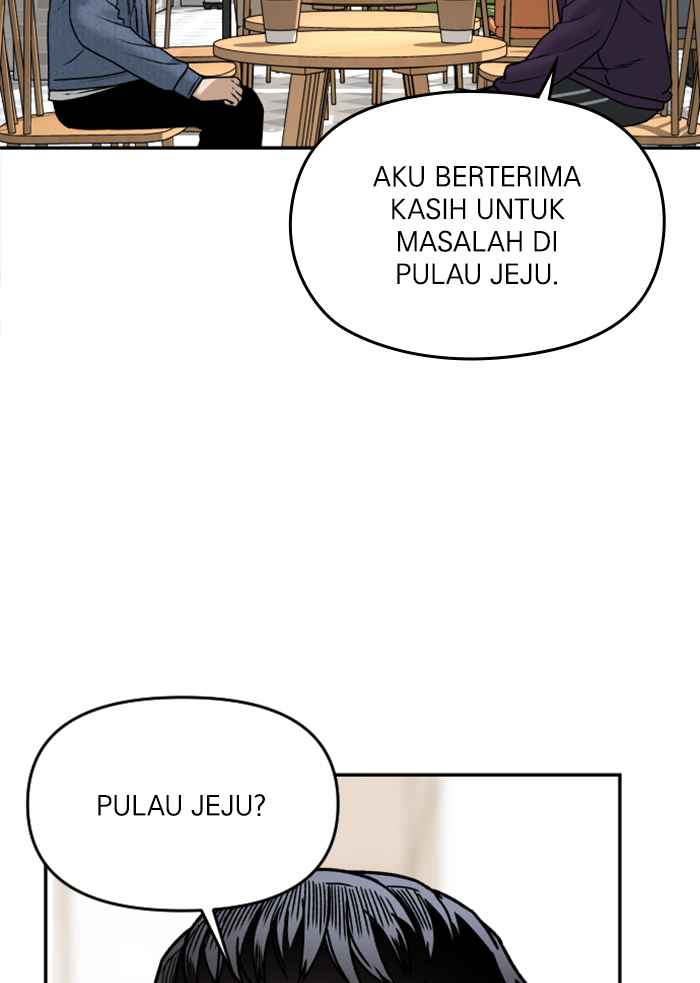 AKU BERTERIMA
KASIH UNTUK
MASALAH DI
PULAU JEJU.
PULAU JEJU?